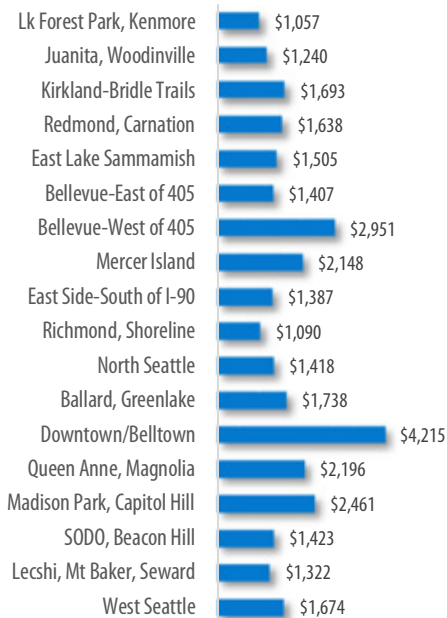 Lk Forest Park, Kenmore $1,057
Juanita, Woodinville $1,240
Kirkland-Bridle Trails $1,693
Redmond, Carnation $1,638
East Lake Sammamish $1,505
Bellevue-East of 405 $1,407
Bellevue-West of 405 $2,951
Mercer Island $2,148
East Side-South of I-90 $1,387
Richmond, Shoreline $1,090
North Seattle $1,418
Ballard, Greenlake $1,738
Downtown/Belltown $4,215
Queen Anne, Magnolia $2,196
Madison Park, Capitol Hill $2,461
SODO, Beacon Hill $1,423
Lecshi, Mt Baker, Seward $1,322
West Seattle $1,674